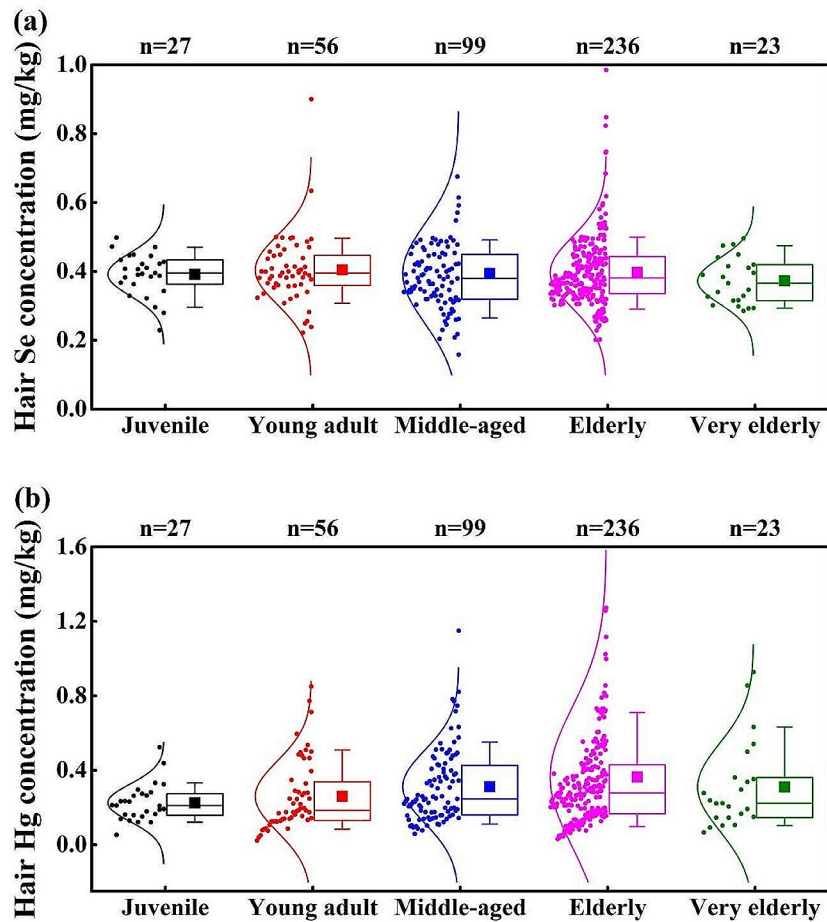 (a)
n=27 n=56 n=99 n=236 n=23
Hair Se concentration (mg/kg)
1.0
0.8
0.6
0.4
0.2
0.0
Juvenile Young adult Middle-aged Elderly Very elderly
(b)
n=27 n=56 n=99 n=236 n=23
Hair Hg concentration (mg/kg)
1.6
1.2
0.8
0.4
0.0
Juvenile Young adult Middle-aged Elderly Very elderly